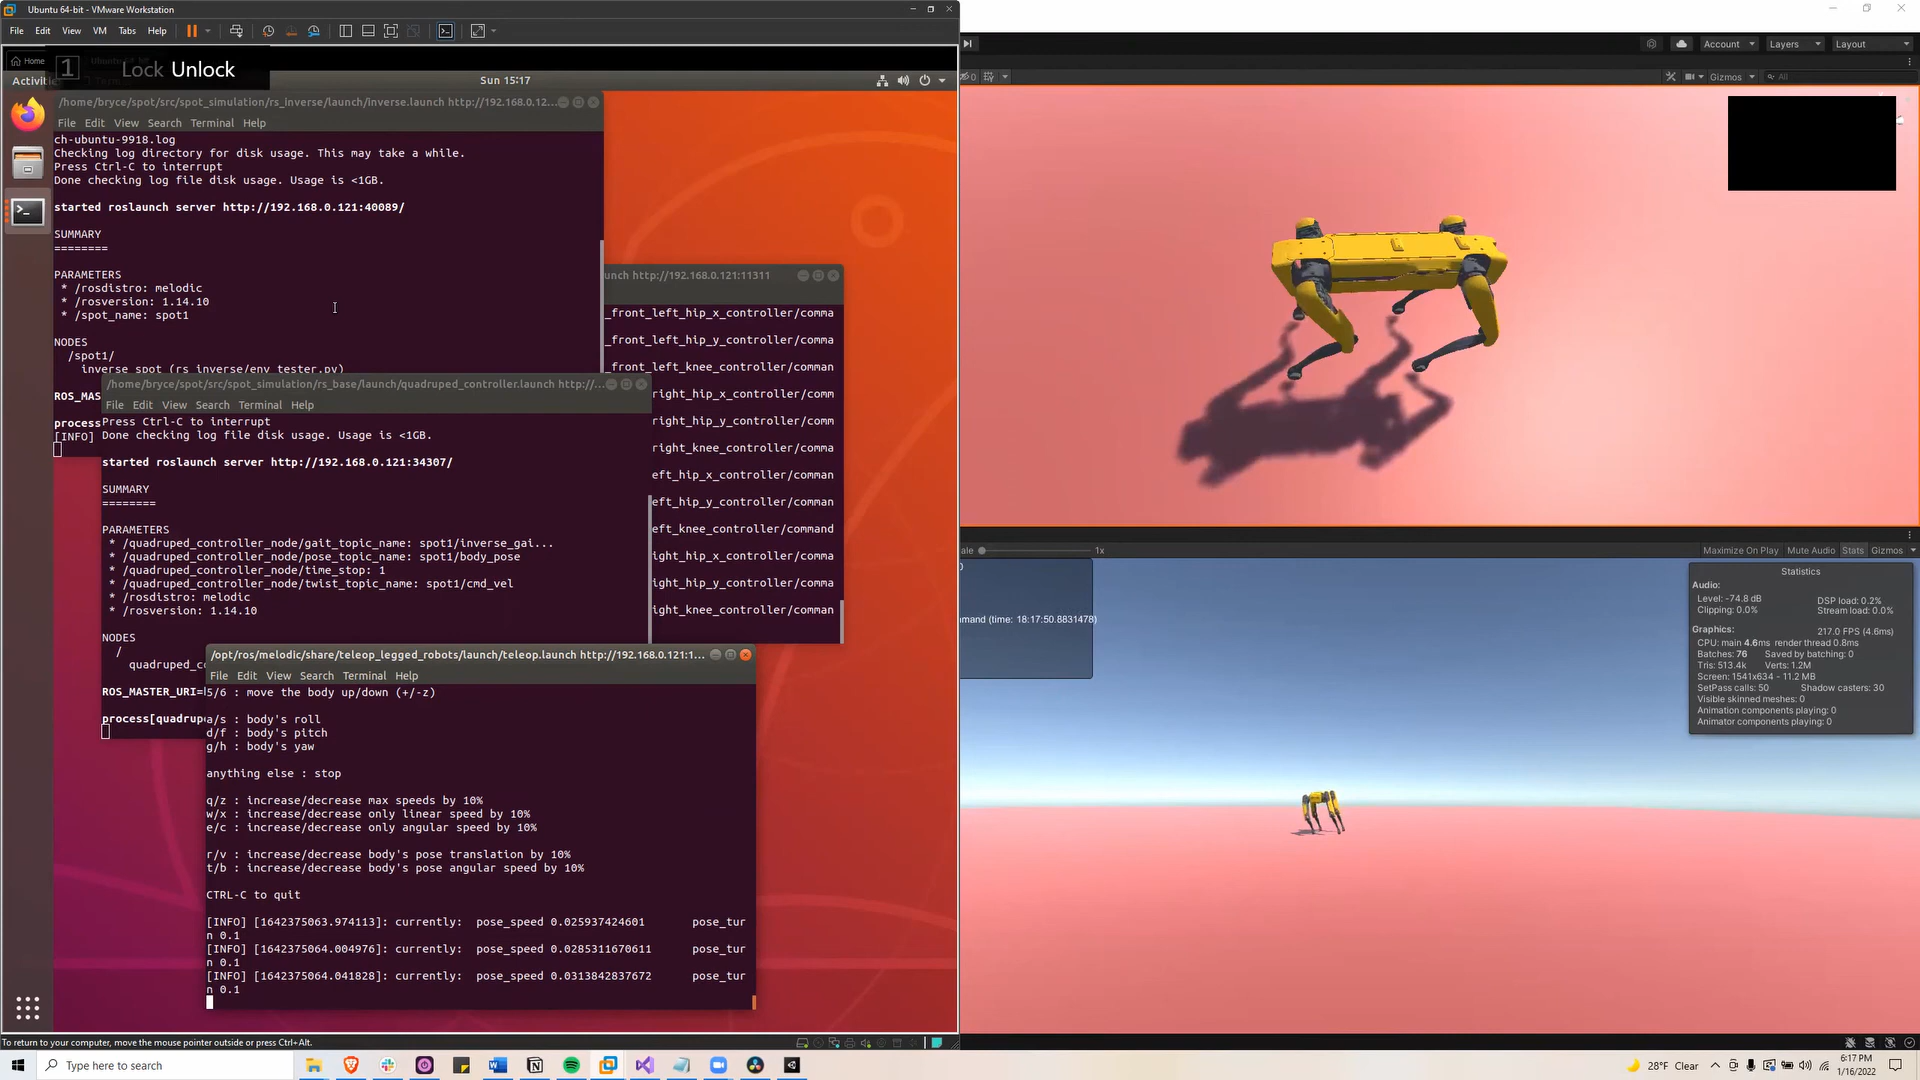 Ubuntu 64-bit - VMware Workstation
File Edit View VM Tabs Help
Home
1 Lock Unlock
Activiti
Sun 15:17
/home/bryce/spot/src/spot_simulation/rs_inverse/launch/inverse.launch http://192.168.0.12...
File Edit View Search Terminal Help
ch-ubuntu-9918.log
Checking log directory for disk usage. This may take a while.
Press Ctrl-C to interrupt
Done checking log file disk usage. Usage is <1GB.
started roslaunch server http://192.168.0.121:40089/
SUMMARY
========
PARAMETERS
* /rosdistro: melodic
* /rosversion: 1.14.10
* /spot_name: spot1
NODES
/spot1/
inverse_spot (rs_inverse/env_tester.py)
ROS_MAS
process
[INFO]
unch http://192.168.0.121:11311
_front_left_hip_x_controller/comma
_front_left_hip_y_controller/comma
_front_left_knee_controller/comma
right_hip_x_controller/comma
right_hip_y_controller/comma
right_knee_controller/comma
eft_hip_x_controller/comman
eft_hip_y_controller/comman
eft_knee_controller/command
ight_hip_x_controller/comman
ight_hip_y_controller/comman
ight_knee_controller/comman
/home/bryce/spot/src/spot_simulation/rs_base/launch/quadruped_controller.launch http://...
File Edit View Search Terminal Help
Press Ctrl-C to interrupt
Done checking log file disk usage. Usage is <1GB.
started roslaunch server http://192.168.0.121:34307/
SUMMARY
========
PARAMETERS
* /quadruped_controller_node/gait_topic_name: spot1/inverse_gai...
* /quadruped_controller_node/pose_topic_name: spot1/body_pose
* /quadruped_controller_node/time_stop: 1
* /quadruped_controller_node/twist_topic_name: spot1/cmd_vel
* /rosdistro: melodic
* /rosversion: 1.14.10
NODES
/
quadruped_co
ROS_MASTER_URI=
process[quadrup
/opt/ros/melodic/share/teleop_legged_robots/launch/teleop.launch http://192.168.0.121:1...
File Edit View Search Terminal Help
5/6 : move the body up/down (+/-z)
a/s : body's roll
d/f : body's pitch
g/h : body's yaw
anything else : stop
q/z : increase/decrease max speeds by 10%
w/x : increase/decrease only linear speed by 10%
e/c : increase/decrease only angular speed by 10%
r/v : increase/decrease body's pose translation by 10%
t/b : increase/decrease body's pose angular speed by 10%
CTRL-C to quit
[INFO] [1642375063.974113]: currently: pose_speed 0.025937424601 pose_tur
n 0.1
[INFO] [1642375064.004976]: currently: pose_speed 0.0285311670611 pose_tur
n 0.1
[INFO] [1642375064.041828]: currently: pose_speed 0.0313842837672 pose_tur
n 0.1
To return to your computer, move the mouse pointer outside or press Ctrl+Alt.
Account Layers Layout
Gizmos All
ale 1x Maximize On Play Mute Audio Stats Gizmos
mmand (time: 18:17:50.8831478)
Statistics
Audio:
Level: -74.8 dB DSP load: 0.2%
Clipping: 0.0% Stream load: 0.0%
Graphics: 217.0 FPS (4.6ms)
CPU: main 4.6ms render thread 0.8ms
Batches: 76 Saved by batching: 0
Tris: 513.4k Verts: 1.2M
Screen: 1541x634 - 11.2 MB
SetPass calls: 50 Shadow casters: 30
Visible skinned meshes: 0
Animation components playing: 0
Animator components playing: 0
Type here to search
28°F Clear
6:17 PM
1/16/2022